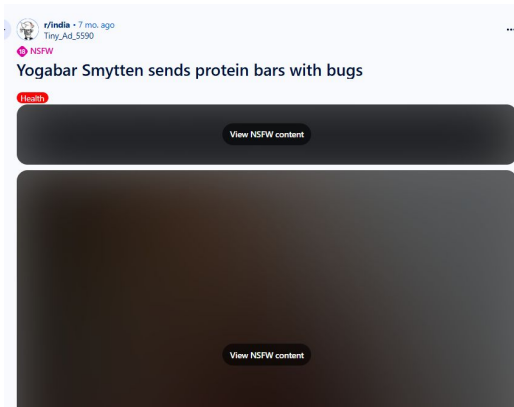 r/india • 7 mo. ago
Tiny_Ad_5590
18 NSFW
Yogabar Smytten sends protein bars with bugs
Health
View NSFW content
View NSFW content